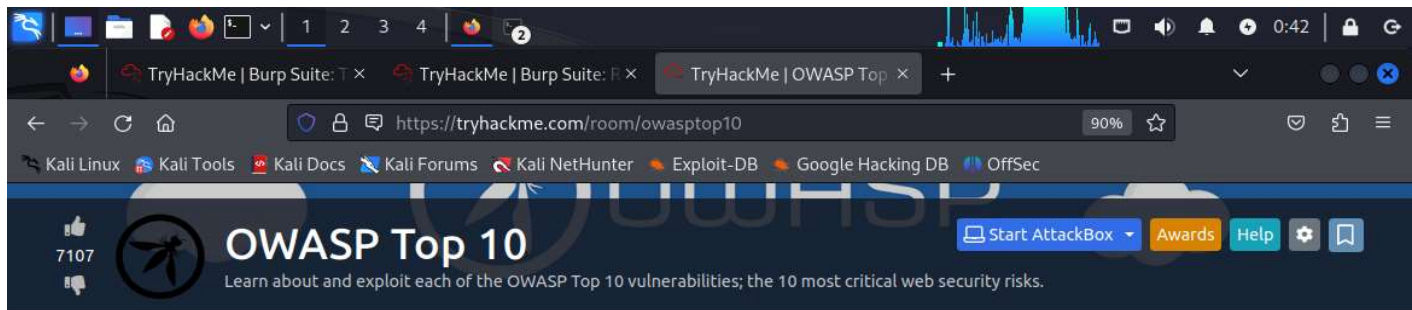 1 2 3 4 2 0:42
TryHackMe | Burp Suite: T TryHackMe | Burp Suite: R TryHackMe | OWASP Top
https://tryhackme.com/room/owasptop10 90%
Kali Linux Kali Tools Kali Docs Kali Forums Kali NetHunter Exploit-DB Google Hacking DB OffSec
OWASP
7107
OWASP Top 10
Start AttackBox Awards Help
Learn about and exploit each of the OWASP Top 10 vulnerabilities; the 10 most critical web security risks.